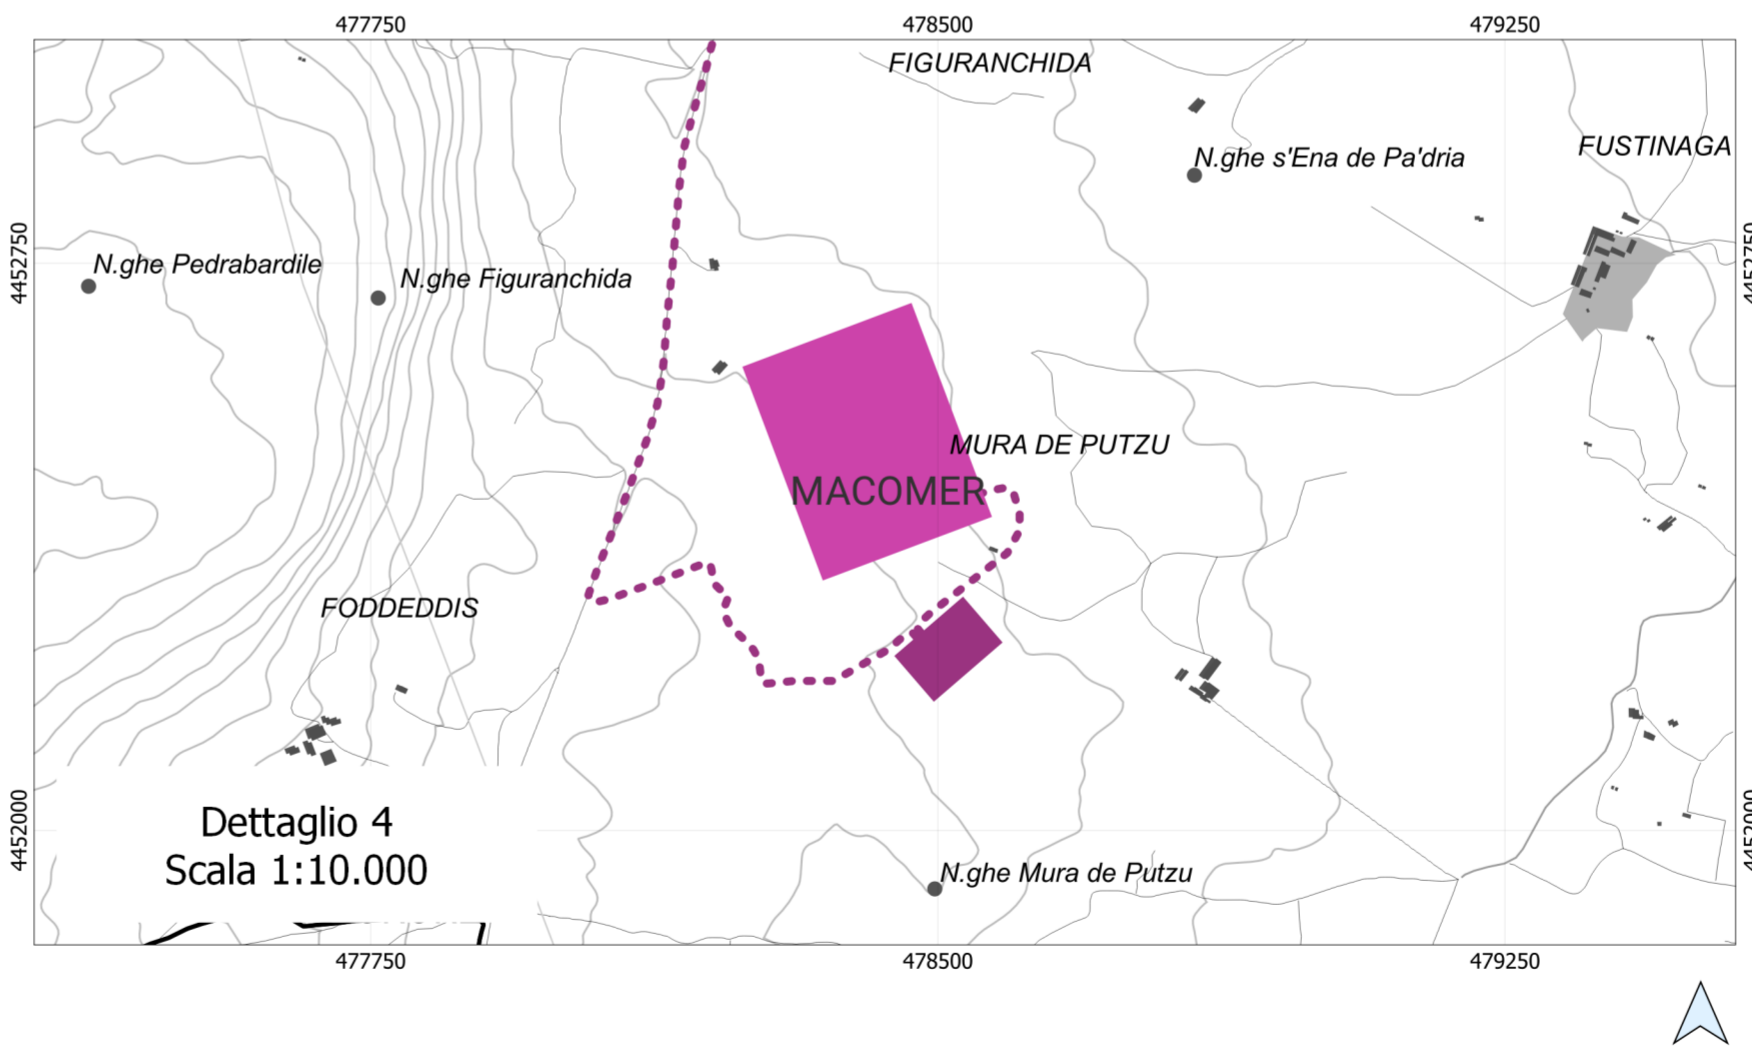 477750 478500 479250
FIGURANCHIDA
FUSTINAGA
N.ghe s'Ena de Pa'dria
4452750
4452750
N.ghe Pedrabardile
N.ghe Figuranchida
MURA DE PUTZU
MACOMER
FODDEDDIS
Dettaglio 4
Scala 1:10.000
4452000
4452000
N.ghe Mura de Putzu
477750 478500 479250